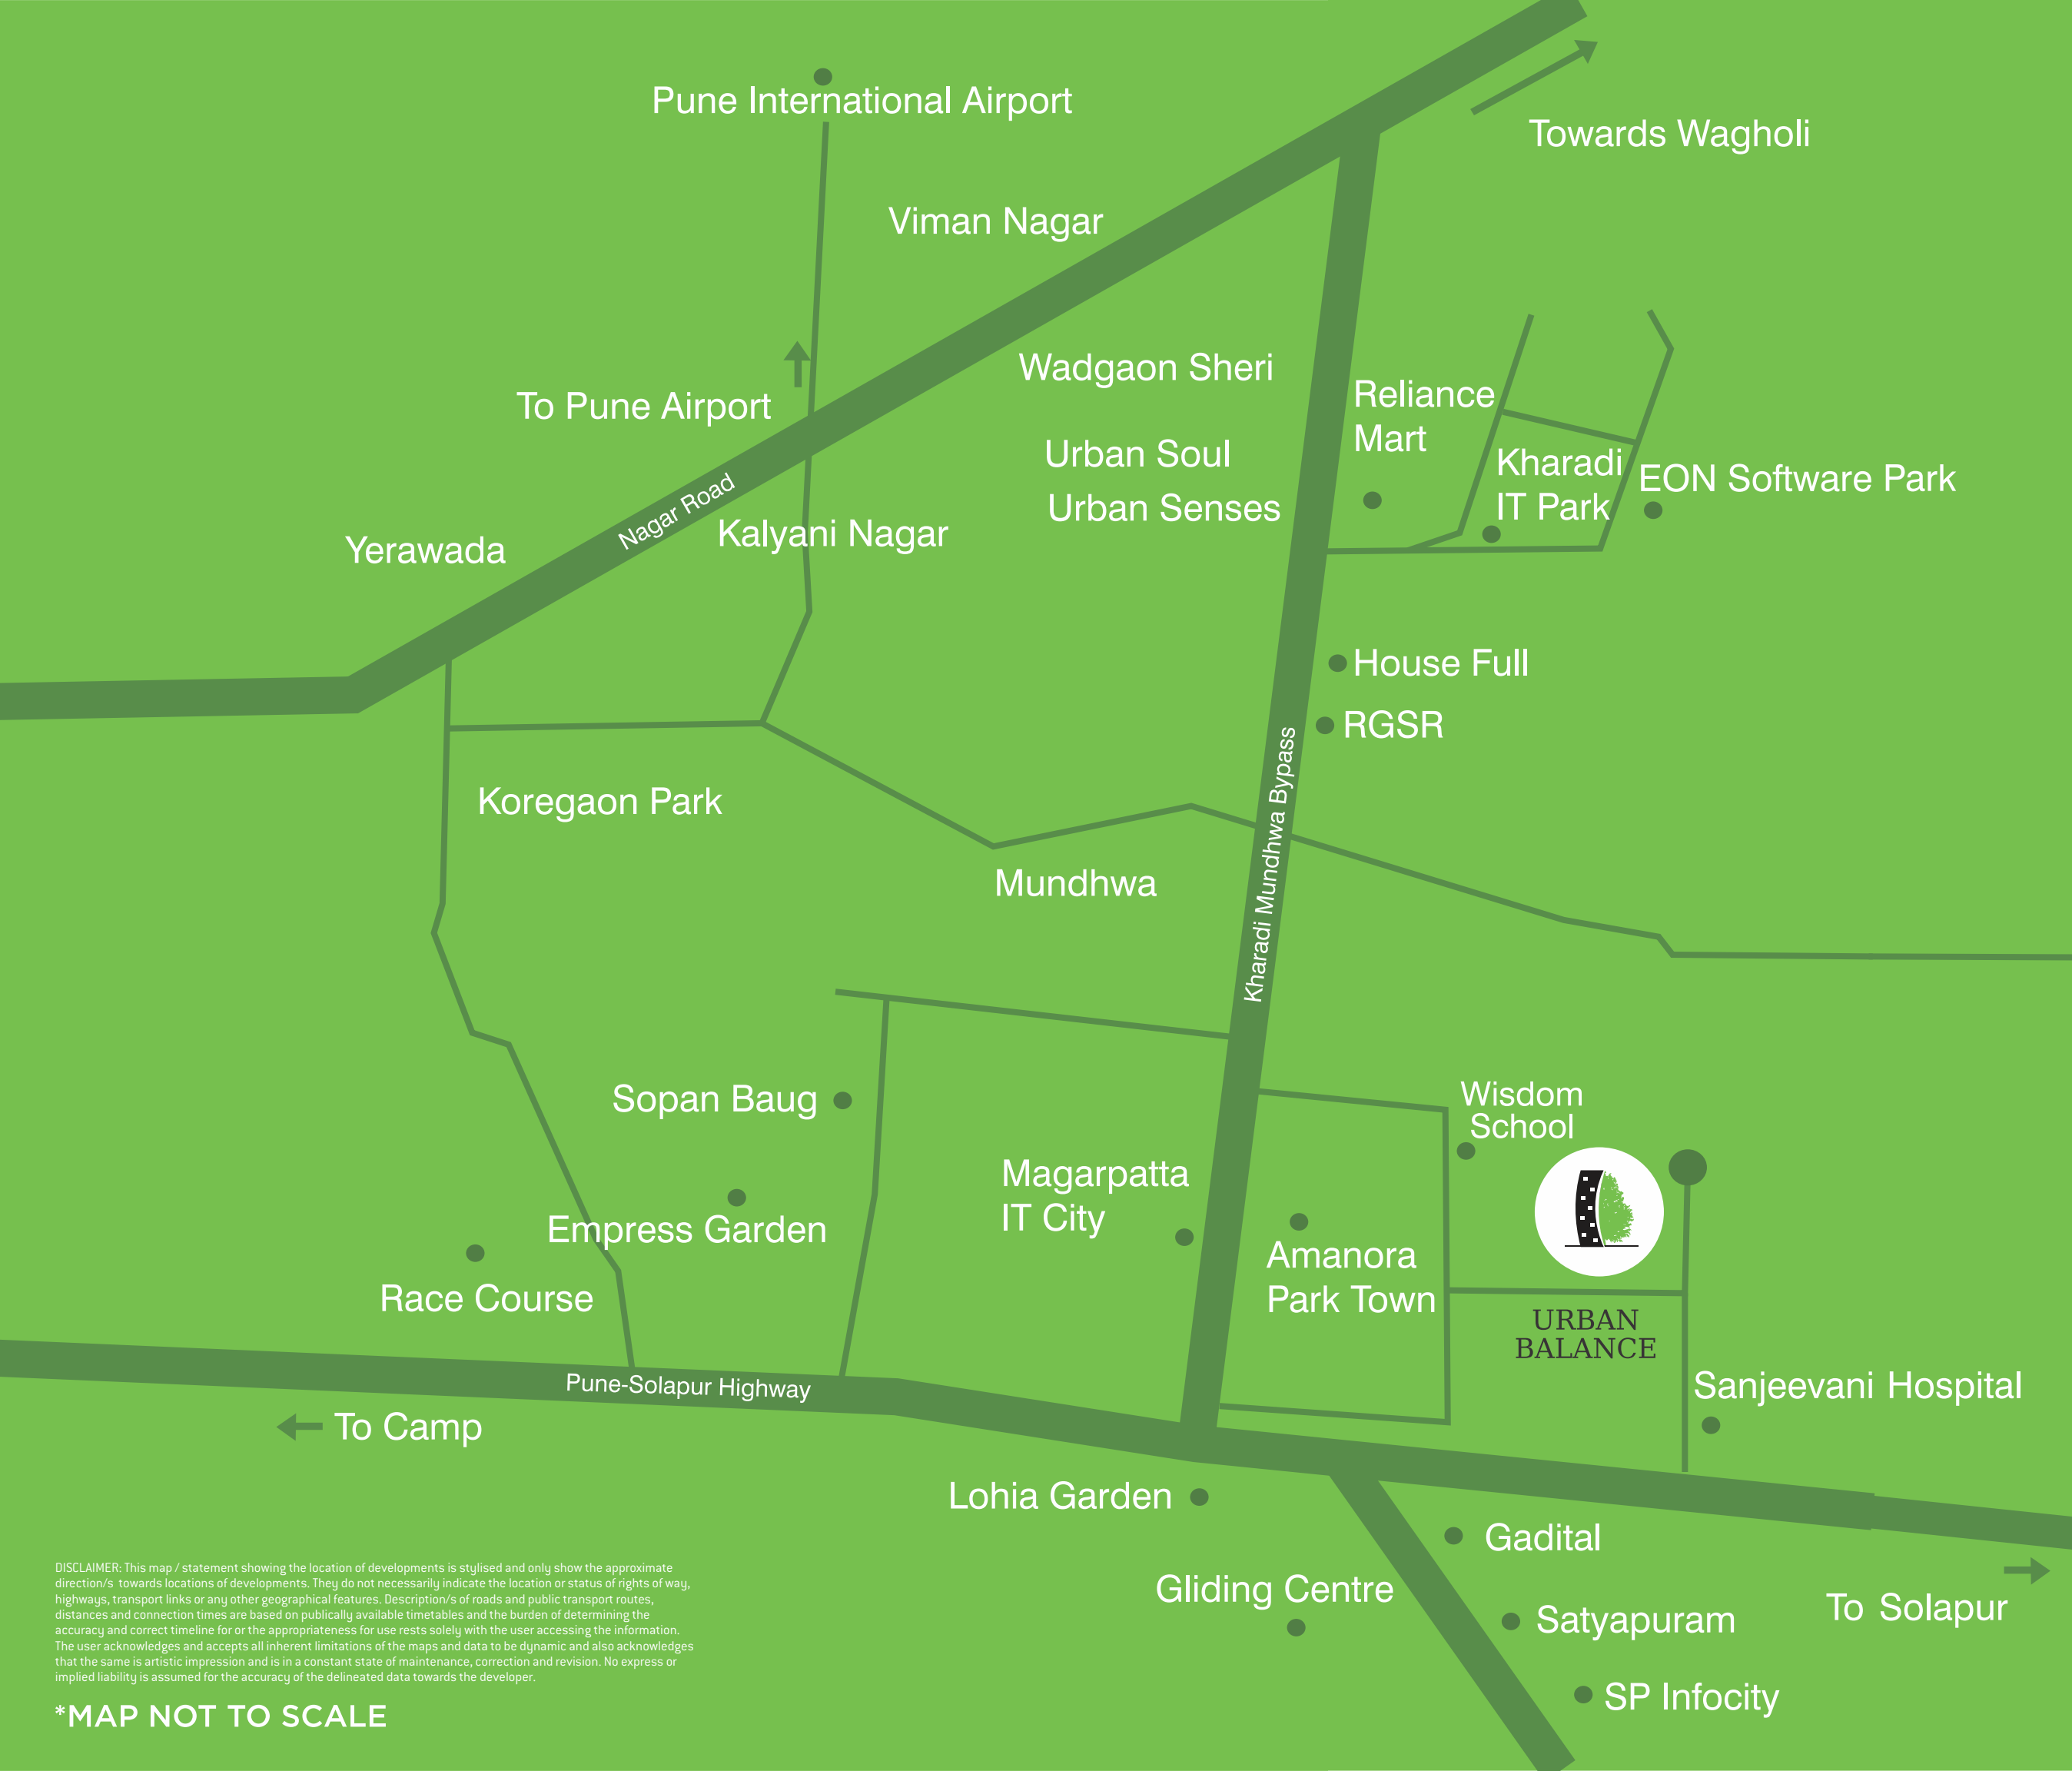 Pune International Airport
Towards Wagholi
Viman Nagar
Wadgaon Sheri
To Pune Airport
Reliance
Mart
Urban Soul
Kharadi
IT Park
EON Software Park
Urban Senses
Nagar Road
Kalyani Nagar
Yerawada
House Full
RGSR
Kharadi Mundhwa Bypass
Koregaon Park
Mundhwa
Sopan Baug
Wisdom
School
Magarpatta
IT City
Empress Garden
Amanora
Park Town
Race Course
URBAN
BALANCE
Pune-Solapur Highway
Sanjeevani Hospital
To Camp
Lohia Garden
Gadital
Gliding Centre
To Solapur
Satyapuram
SP Infocity
DISCLAIMER: This map / statement showing the location of developments is stylised and only show the approximate
direction/s towards locations of developments. They do not necessarily indicate the location or status of rights of way,
highways, transport links or any other geographical features. Description/s of roads and public transport routes,
distances and connection times are based on publically available timetables and the burden of determining the
accuracy and correct timeline for or the appropriateness for use rests solely with the user accessing the information.
The user acknowledges and accepts all inherent limitations of the maps and data to be dynamic and also acknowledges
that the same is artistic impression and is in a constant state of maintenance, correction and revision. No express or
implied liability is assumed for the accuracy of the delineated data towards the developer.
*MAP NOT TO SCALE